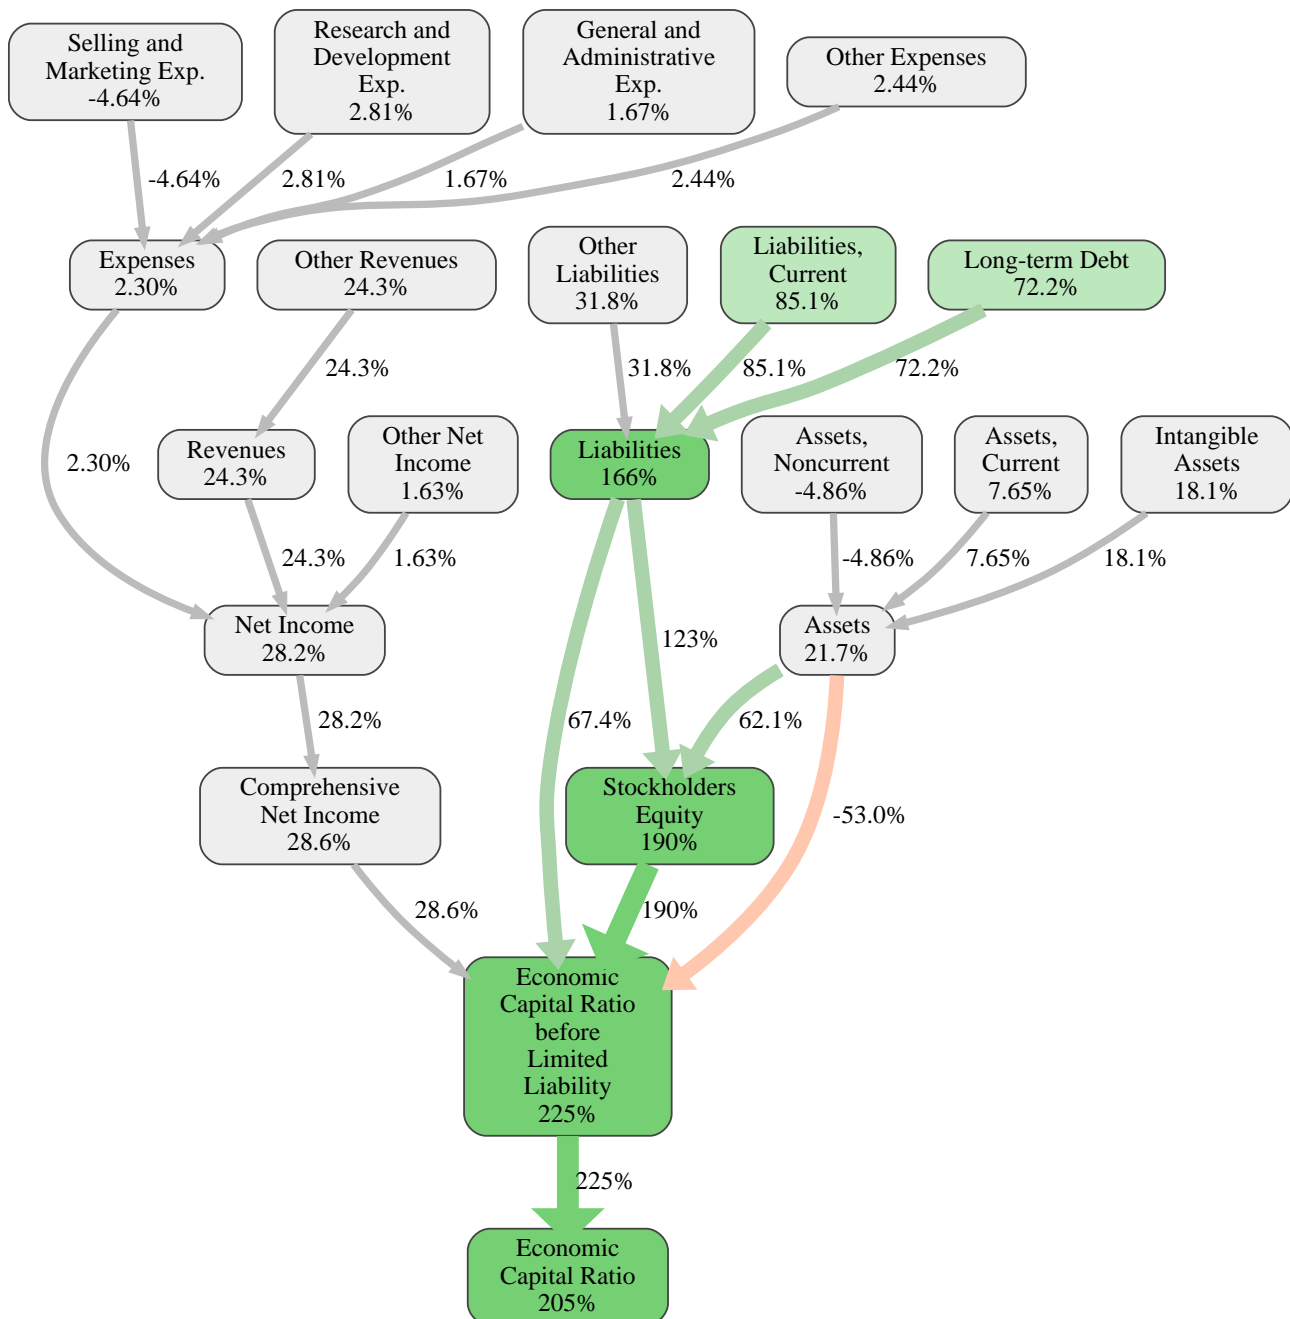 Selling and
Marketing Exp.
-4.64%
Research and
Development
Exp.
2.81%
General and
Administrative
Exp.
1.67%
Other Expenses
2.44%
-4.64%
2.81%
1.67%
2.44%
Expenses
2.30%
Other Revenues
24.3%
Other
Liabilities
31.8%
Liabilities,
Current
85.1%
Long-term Debt
72.2%
24.3%
31.8%
85.1%
72.2%
2.30%
Revenues
24.3%
Other Net
Income
1.63%
Liabilities
166%
Assets,
Noncurrent
-4.86%
Assets,
Current
7.65%
Intangible
Assets
18.1%
24.3%
1.63%
-4.86%
7.65%
18.1%
Net Income
28.2%
123%
Assets
21.7%
28.2%
67.4%
62.1%
Comprehensive
Net Income
28.6%
Stockholders
Equity
190%
-53.0%
28.6%
190%
Economic
Capital Ratio
before
Limited
Liability
225%
225%
Economic
Capital Ratio
205%